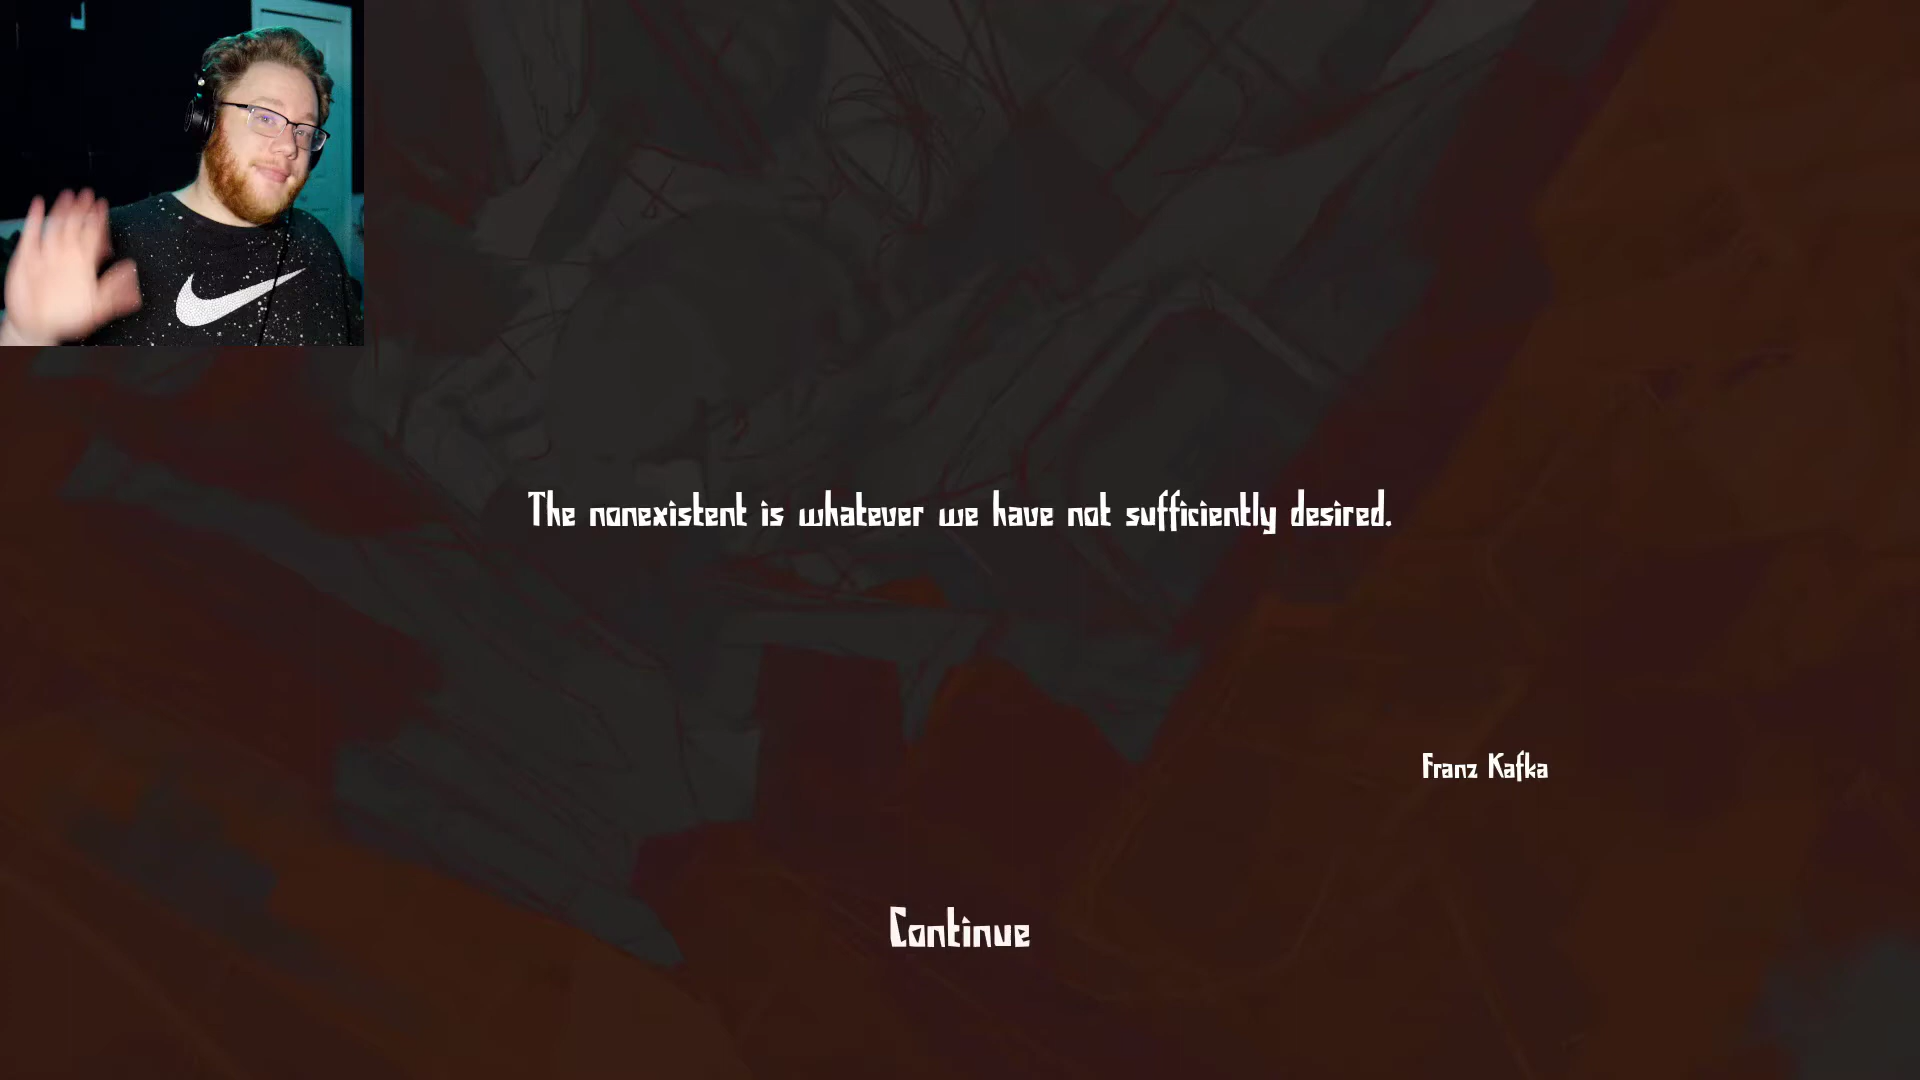 The nonexistent is whatever we have not sufficiently desired.
Franz Kafka
Continue